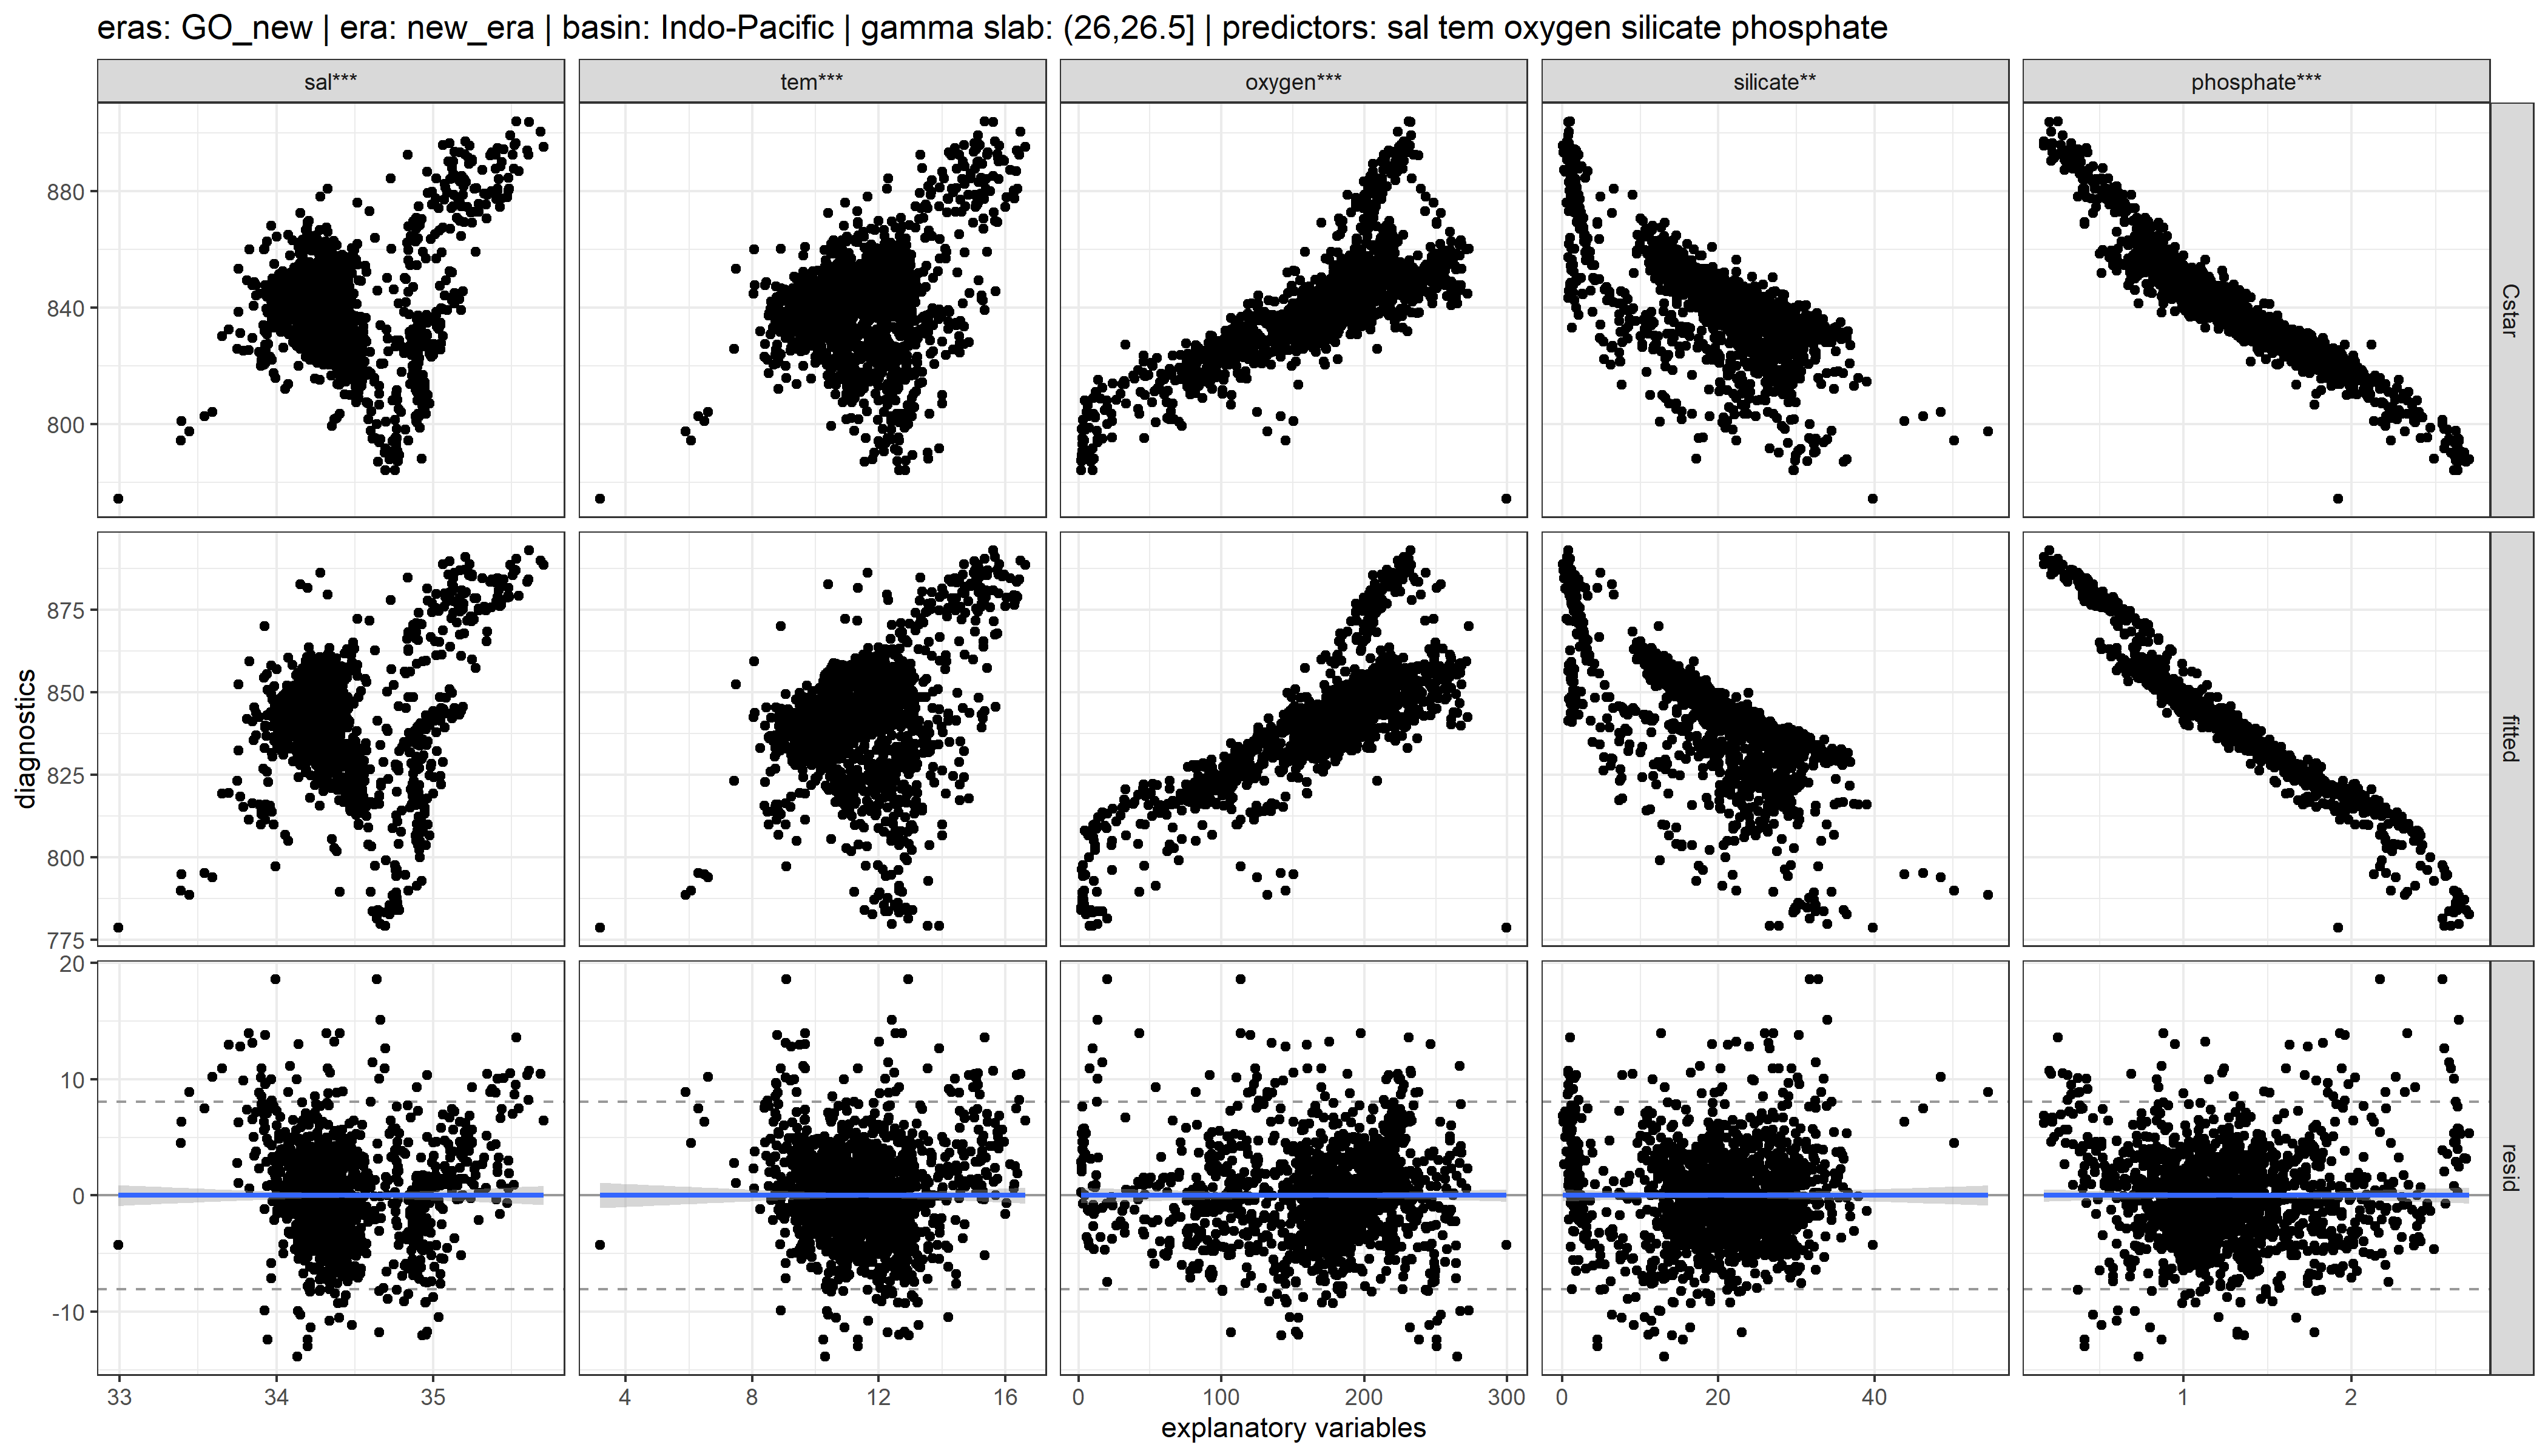 eras: GO_new | era: new_era | basin: Indo-Pacific | gamma slab: (26,26.5] | predictors: sal tem oxygen silicate phosphate
sal*** tem*** oxygen*** silicate** phosphate***
880
840
800
Cstar
875
850
825
800
775
fitted
20
10
0
-10
resid
diagnostics
33 34 35 4 8 12 16 0 100 200 300 0 20 40 1 2
explanatory variables